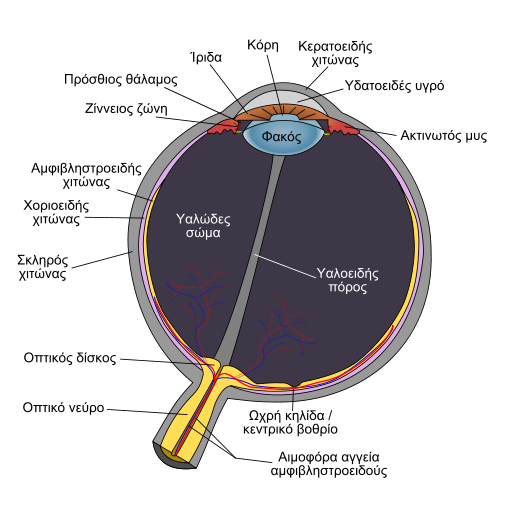 Κόρη
Κερατοειδής
χιτώνας
Ίριδα
Πρόσθιος θάλαμος
Υδατοειδές υγρό
Ζίννειος ζώνη
Φακός
Ακτινωτός μυς
Αμφιβληστροειδής
χιτώνας
Χοριοειδής
χιτώνας
Υαλώδες
σώμα
Σκληρός
χιτώνας
Υαλοειδής
πόρος
Οπτικός δίσκος
Οπτικό νεύρο
Ωχρή κηλίδα /
κεντρικό βοθρίο
Αιμοφόρα αγγεία
αμφιβληστροειδούς